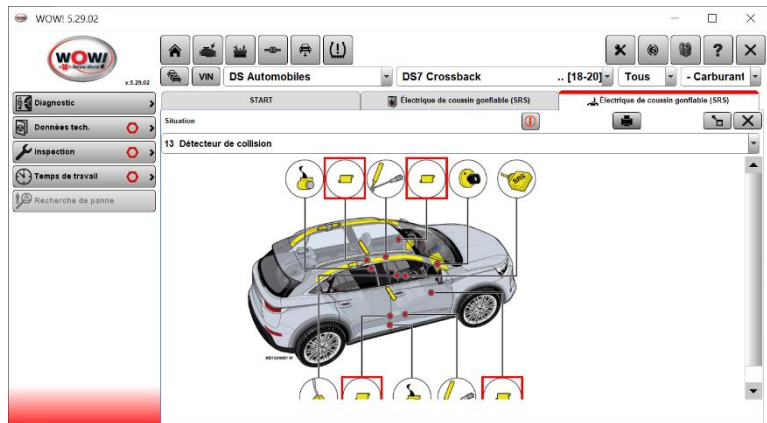 WOW! 5.29.02
WOW!
v.5.29.02
VIN DS Automobiles DS7 Crossback .. [18-20] Tous - Carburant
Diagnostic
Données tech.
Inspection
Temps de travail
Recherche de panne
START Électrique de coussin gonflable (SRS) Électrique de coussin gonflable (SRS)
Situation
13 Détecteur de collision
SRS